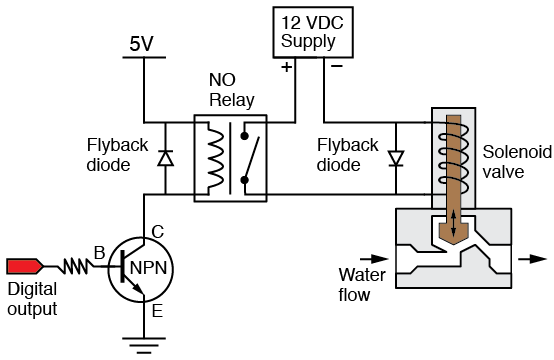 12 VDC
Supply
+
−
5V
NO
Relay
Flyback
diode
Flyback
diode
Solenoid
valve
C
B
NPN
E
Digital
output
Water
flow